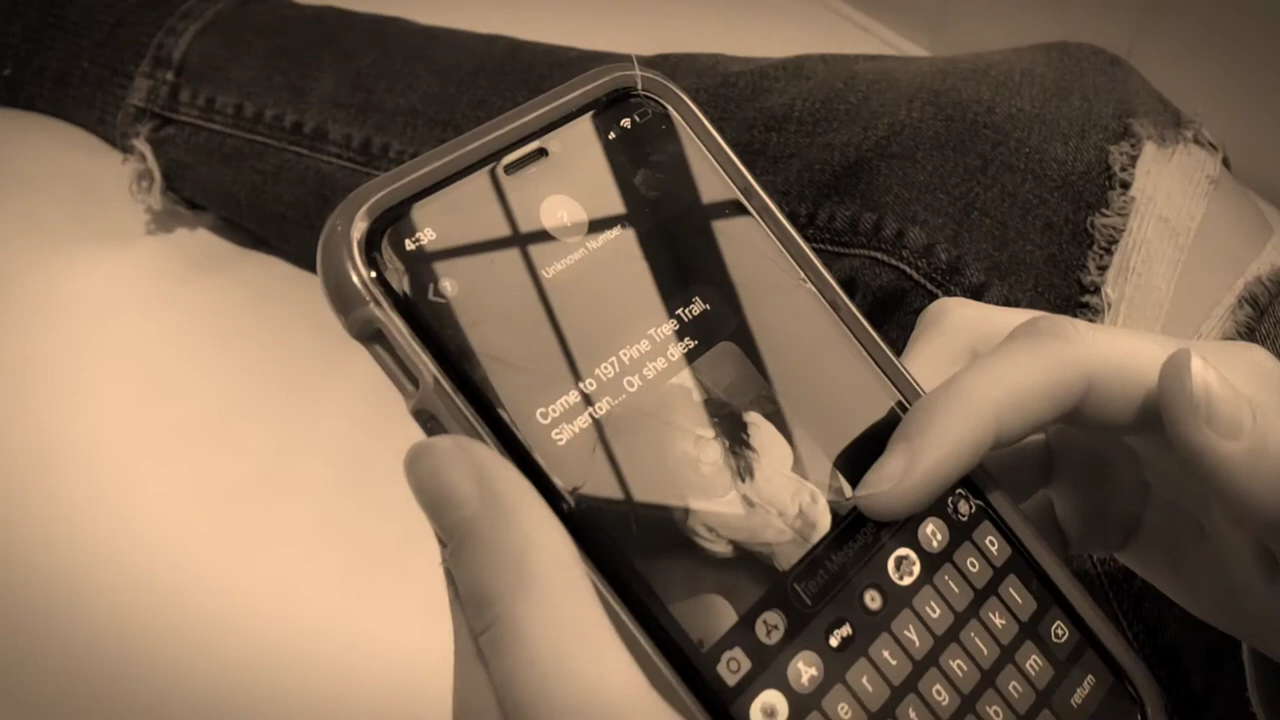 4:38
?
Unknown Number
Come to 197 Pine Tree Trail,
Silverton... Or she dies.
Text Message
Pay
e r t y u i o p
f g h j k l
b n m
return